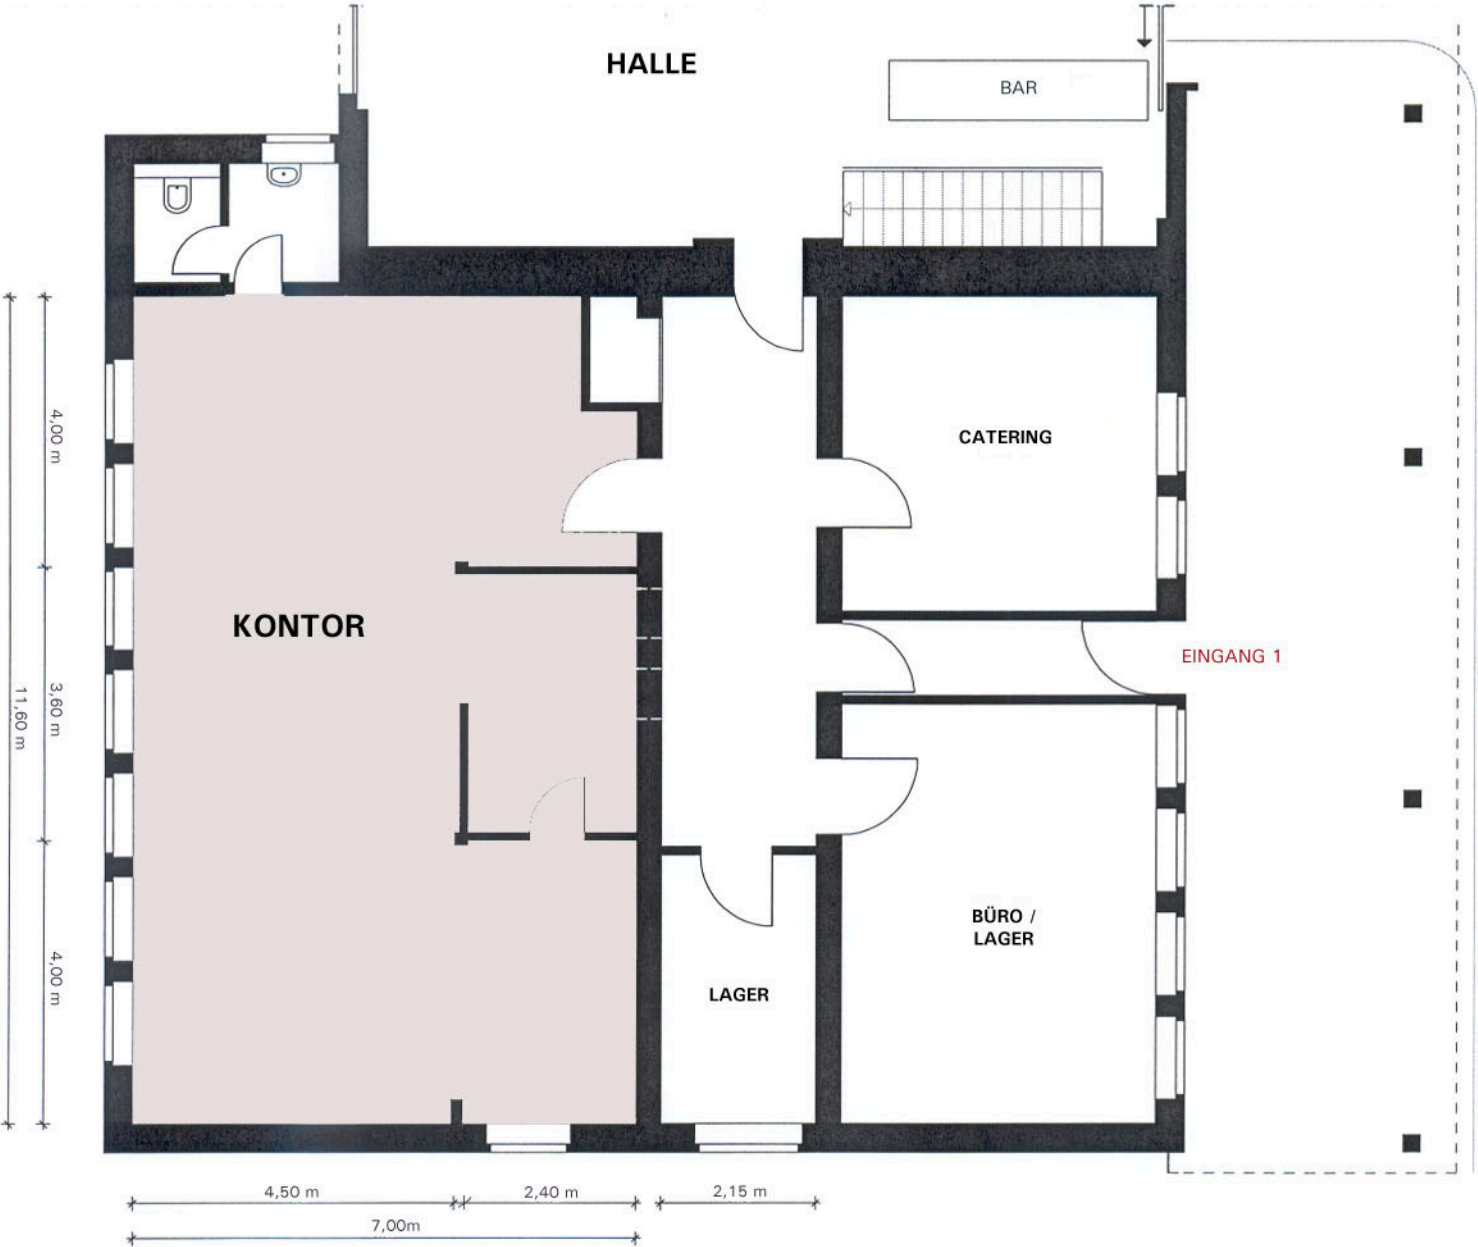 HALLE
BAR
4,00 m
CATERING
KONTOR
EINGANG 1
3,60 m
11,60 m
BÜRO /
LAGER
4,00 m
LAGER
4,50 m
2,40 m
2,15 m
7,00m